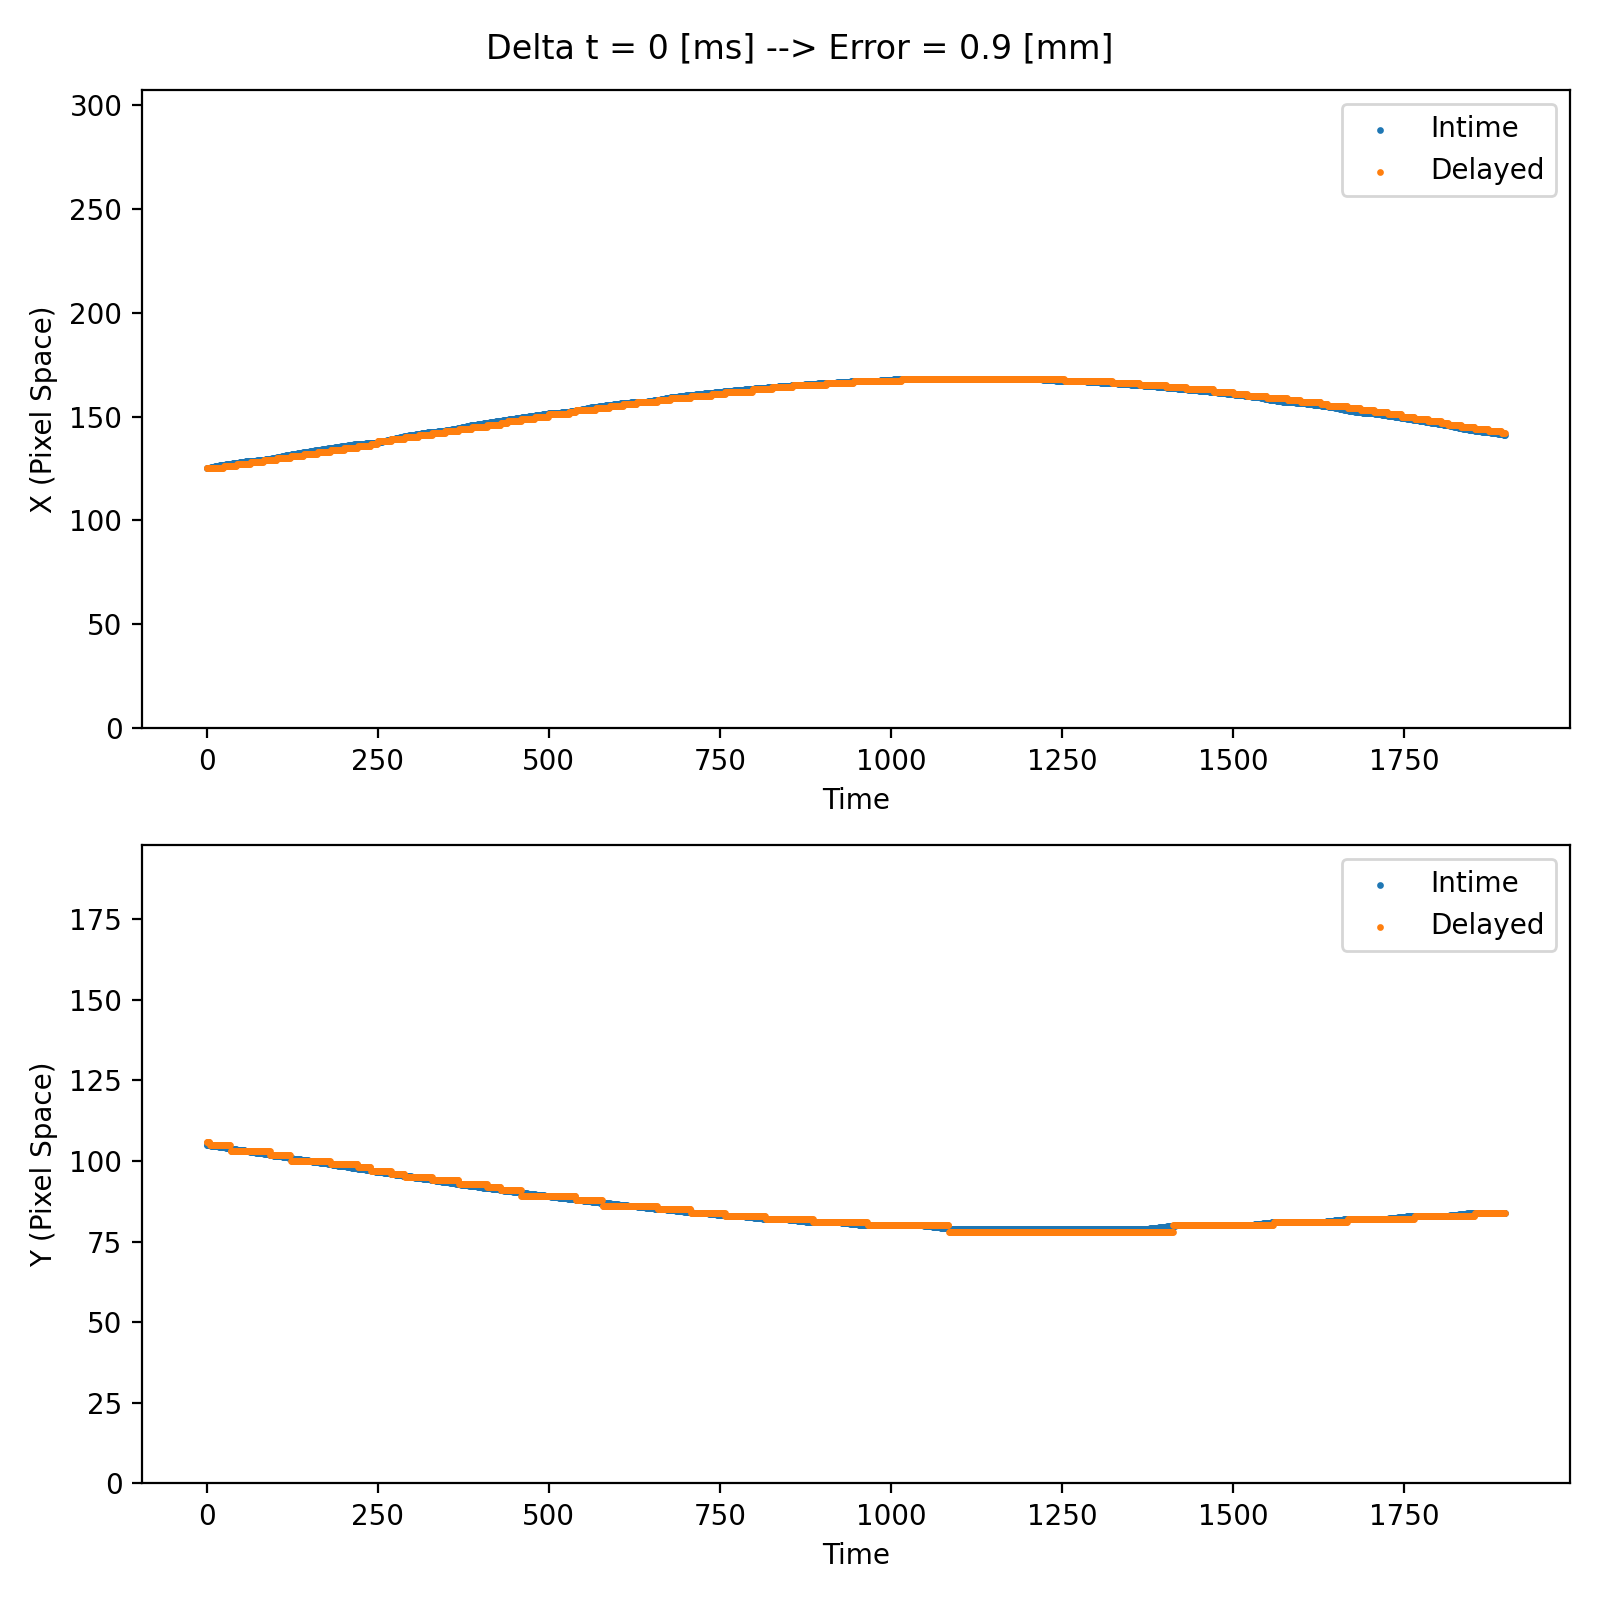 Delta t = 0 [ms] --> Error = 0.9 [mm]
300
250
200
150
100
50
0
X (Pixel Space)
Intime
Delayed
0 250 500 750 1000 1250 1500 1750
Time
175
150
125
100
75
50
25
0
Y (Pixel Space)
Intime
Delayed
0 250 500 750 1000 1250 1500 1750
Time